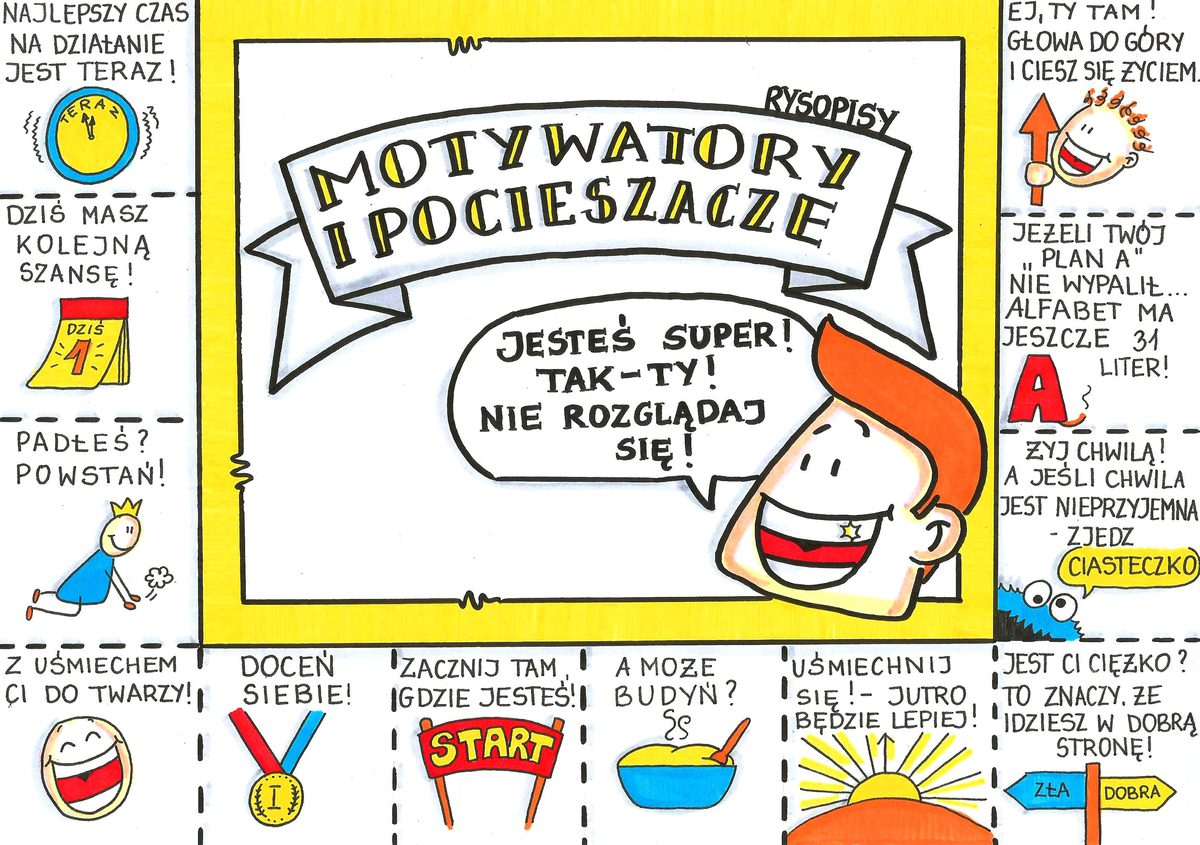 NAJLEPSZY CZAS
NA DZIAŁANIE
JEST TERAZ!
TERAZ
DZIŚ MASZ
KOLEJNĄ
SZANSĘ!
DZIŚ
1
PADŁEŚ?
POWSTAŃ!
RYSOPISY
MOTYWATORY
I POCIESZACZE
JESTEŚ SUPER!
TAK-TY!
NIE ROZGLĄDAJ
SIĘ!
EJ, TY TAM!
GŁOWA DO GÓRY
I CIESZ SIĘ ŻYCIEM.
JEŻELI TWÓJ
„PLAN A"
NIE WYPALIŁ...
ALFABET MA
JESZCZE 31
LITER!
A
ŻYJ CHWILĄ!
A JEŚLI CHWILA
JEST NIEPRZYJEMNA
- ZJEDZ
CIASTECZKO
Z UŚMIECHEM
CI DO TWARZY!
DOCEŃ
SIEBIE!
I
ZACZNIJ TAM,
GDZIE JESTEŚ!
START
A MOŻE
BUDYŃ?
UŚMIECHNIJ
SIĘ! - JUTRO
BĘDZIE LEPIEJ!
JEST CI CIĘŻKO?
TO ZNACZY, ŻE
IDZIESZ W DOBRĄ
STRONĘ!
ZŁA
DOBRA